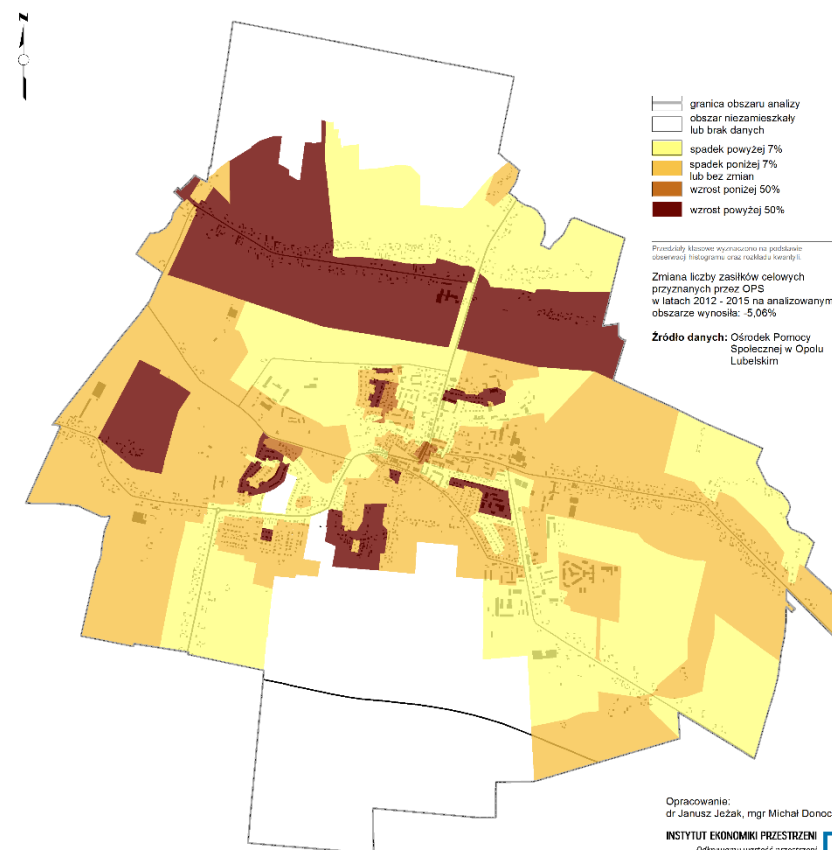 N
granica obszaru analizy
obszar niezamieszkały
lub brak danych
spadek powyżej 7%
spadek poniżej 7%
lub bez zmian
wzrost poniżej 50%
wzrost powyżej 50%
Przedziały klasowe wyznaczono na podstawie
obserwacji histogramu oraz rozkładu kwantyli.
Zmiana liczby zasiłków celowych
przyznanych przez OPS
w latach 2012 - 2015 na analizowanym
obszarze wynosiła: -5,06%
Źródło danych: Ośrodek Pomocy
Społecznej w Opolu
Lubelskim
Opracowanie:
dr Janusz Jeżak, mgr Michał Donoc
INSTYTUT EKONOMIKI PRZESTRZENI
Odkrywamy wartość przestrzeni